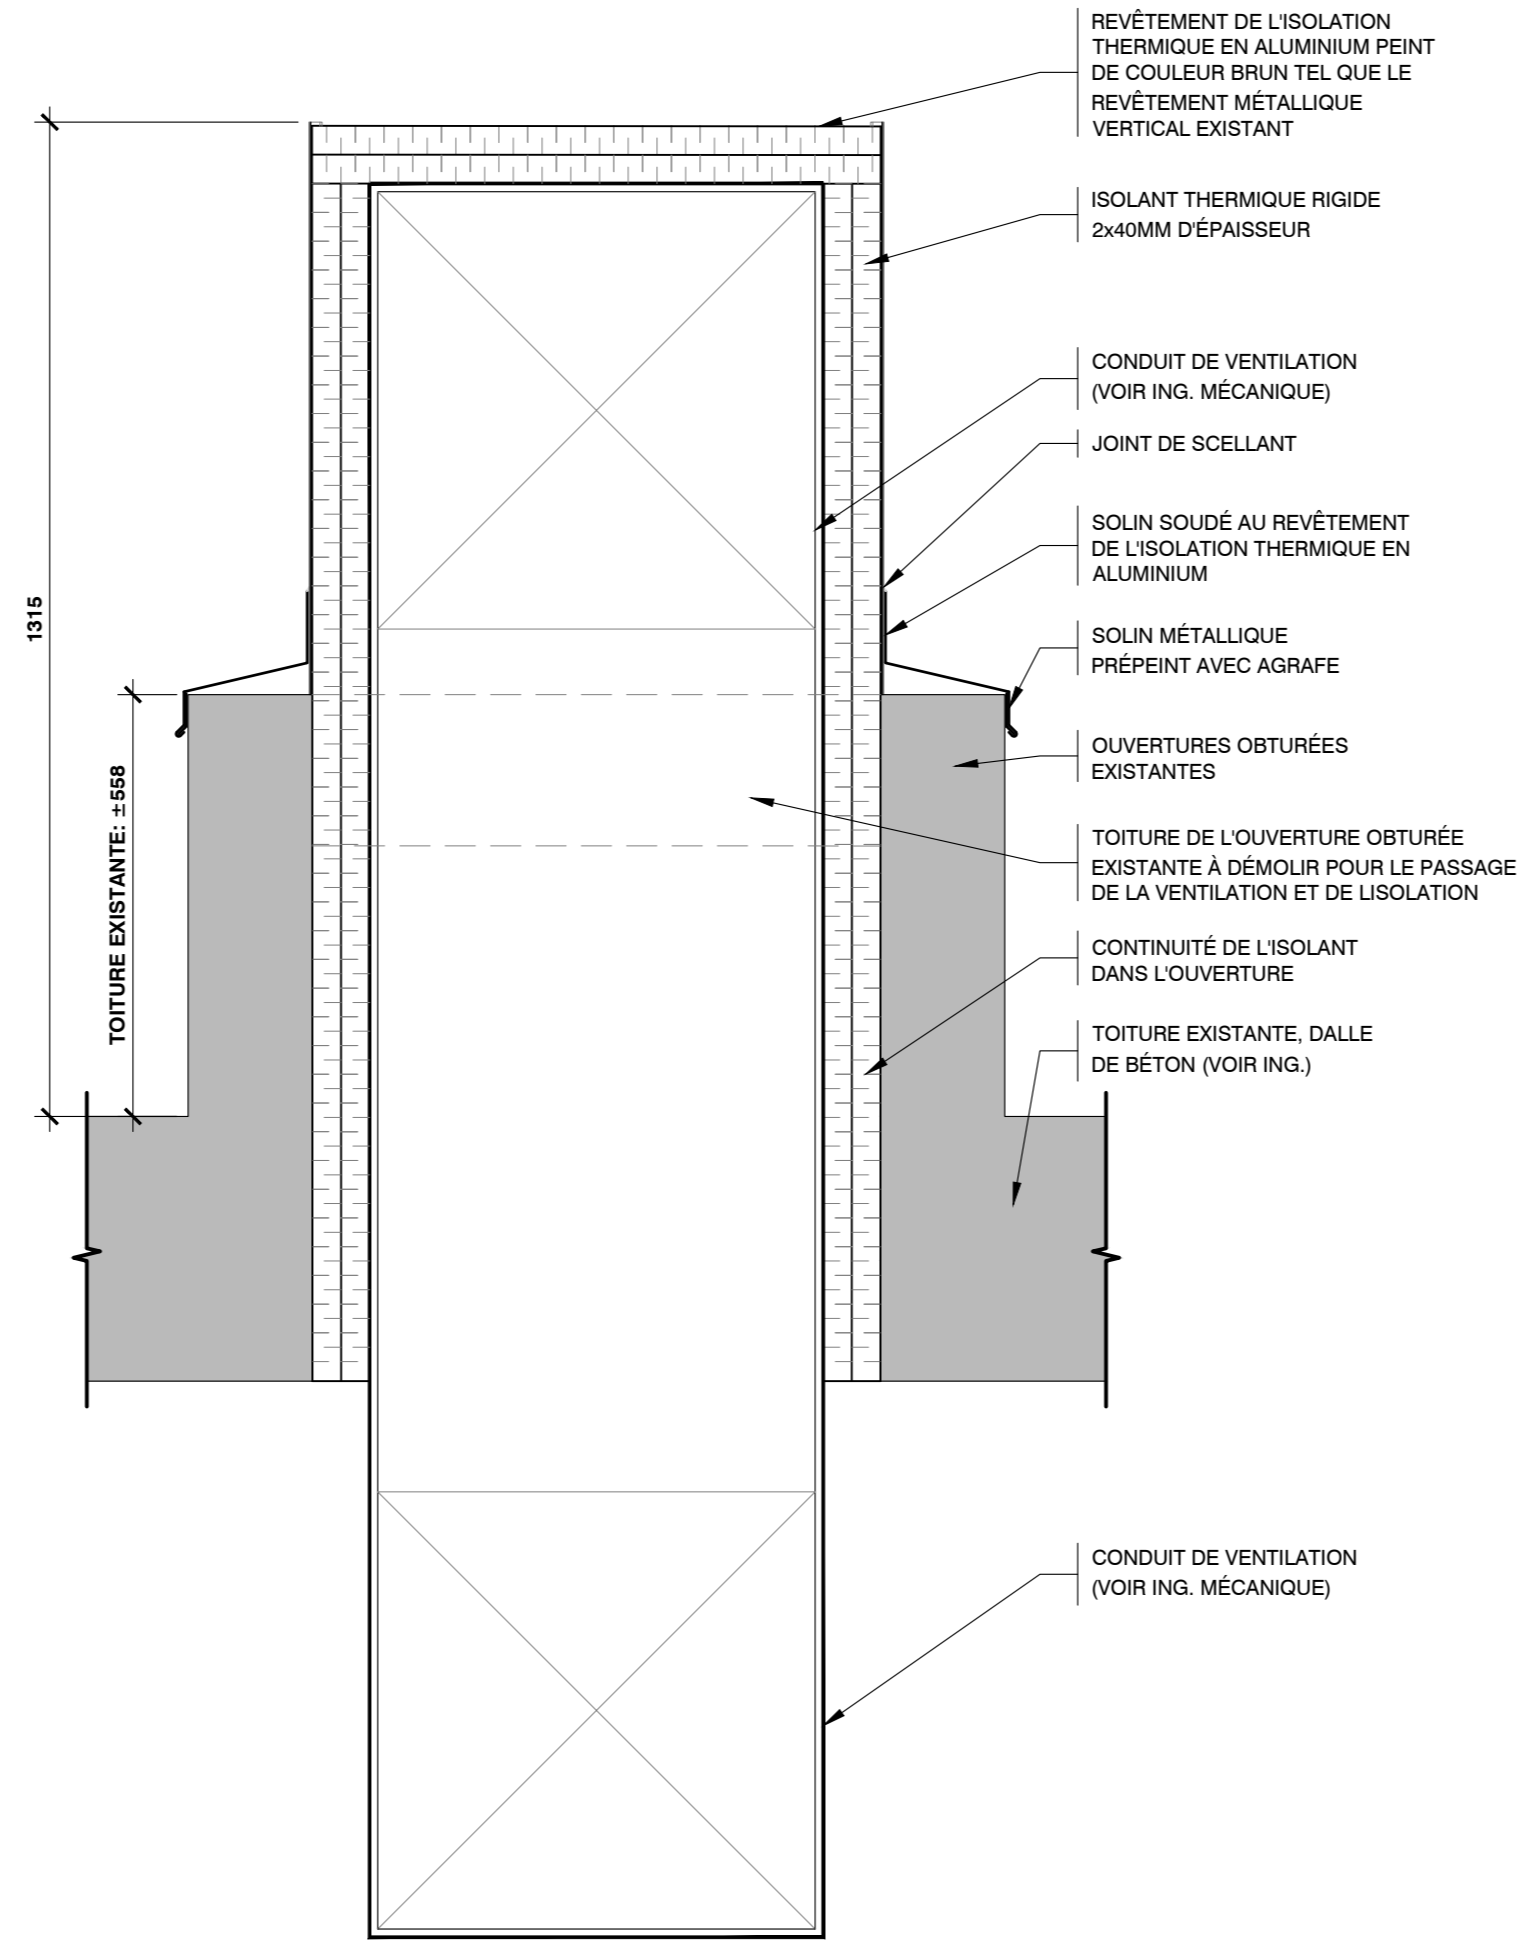 REVÊTEMENT DE L'ISOLATION
THERMIQUE EN ALUMINIUM PEINT
DE COULEUR BRUN TEL QUE LE
REVÊTEMENT MÉTALLIQUE
VERTICAL EXISTANT
ISOLANT THERMIQUE RIGIDE
2x40MM D'ÉPAISSEUR
CONDUIT DE VENTILATION
(VOIR ING. MÉCANIQUE)
JOINT DE SCELLANT
SOLIN SOUDÉ AU REVÊTEMENT
DE L'ISOLATION THERMIQUE EN
ALUMINIUM
1315
SOLIN MÉTALLIQUE
PRÉPEINT AVEC AGRAFE
OUVERTURES OBTURÉES
EXISTANTES
TOITURE EXISTANTE: ±558
TOITURE DE L'OUVERTURE OBTURÉE
EXISTANTE À DÉMOLIR POUR LE PASSAGE
DE LA VENTILATION ET DE LISOLATION
CONTINUITÉ DE L'ISOLANT
DANS L'OUVERTURE
TOITURE EXISTANTE, DALLE
DE BÉTON (VOIR ING.)
CONDUIT DE VENTILATION
(VOIR ING. MÉCANIQUE)